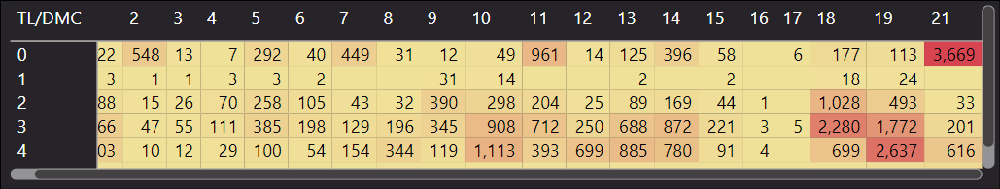 TL/DMC 2 3 4 5 6 7 8 9 10 11 12 13 14 15 16 17 18 19 21
0 22 548 13 7 292 40 449 31 12 49 961 14 125 396 58 6 177 113 3,669
1 3 1 1 3 3 2 31 14 2 2 18 24
2 88 15 26 70 258 105 43 32 390 298 204 25 89 169 44 1 1,028 493 33
3 66 47 55 111 385 198 129 196 345 908 712 250 688 872 221 3 5 2,280 1,772 201
4 03 10 12 29 100 54 154 344 119 1,113 393 699 885 780 91 4 699 2,637 616